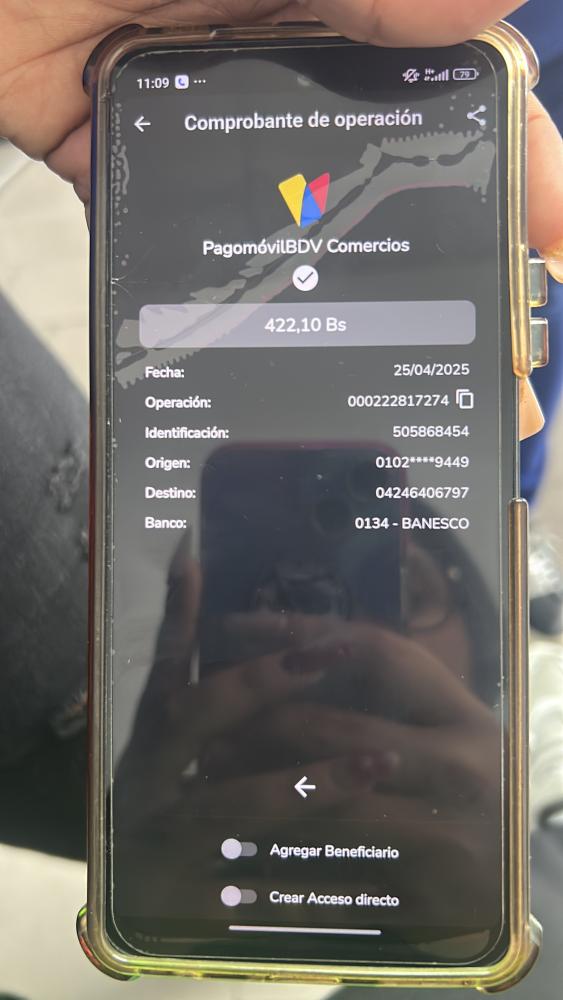 11:09
H+
79
Comprobante de operación
PagomóvilBDV Comercios
422,10 Bs
Fecha: 25/04/2025
Operación: 000222817274
Identificación: 505868454
Origen: 0102****9449
Destino: 04246406797
Banco: 0134 - BANESCO
Agregar Beneficiario
Crear Acceso directo